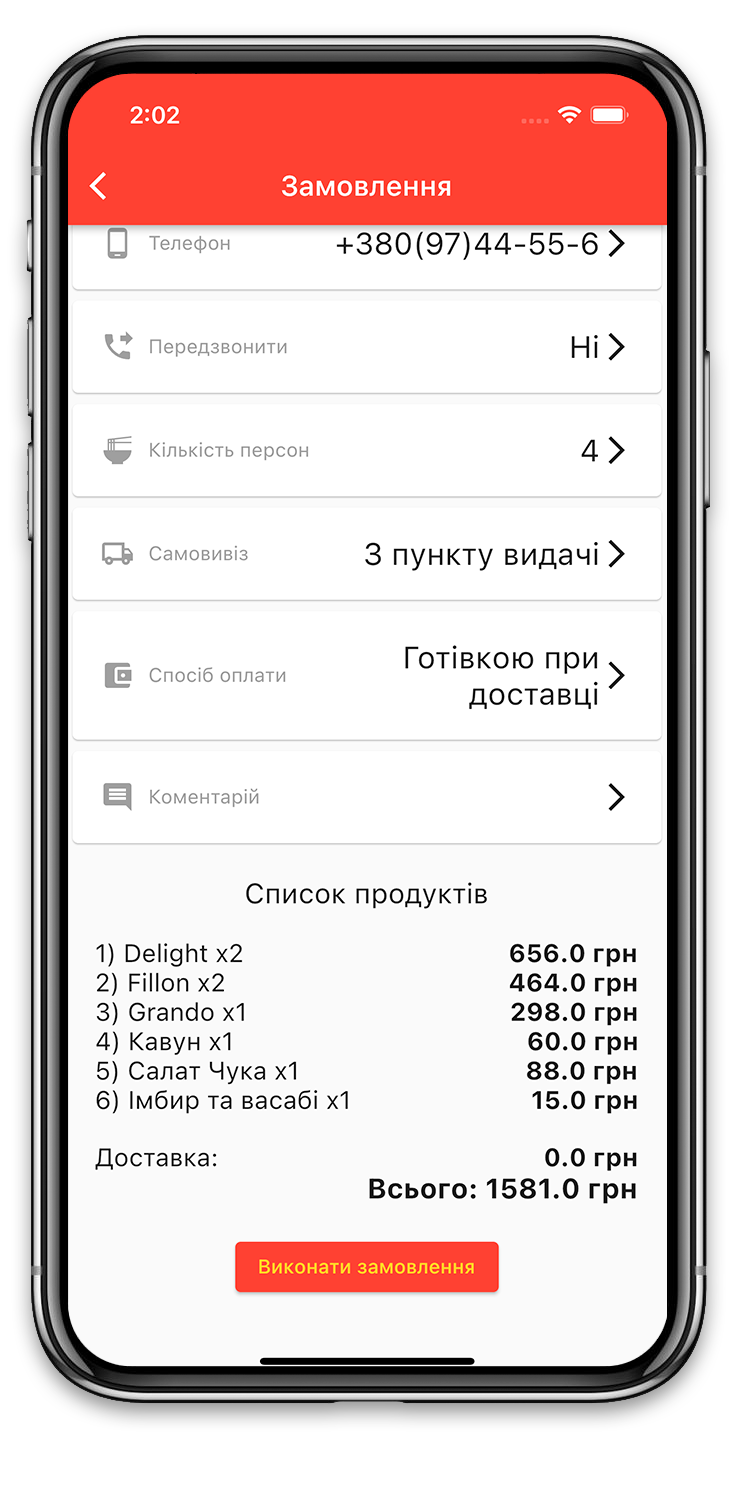 2:02
Замовлення
Телефон +380(97)44-55-6
Передзвонити Ні
Кількість персон 4
Самовивіз З пункту видачі
Спосіб оплати Готівкою при
доставці
Коментарій
Список продуктів
1) Delight x2 656.0 грн
2) Fillon x2 464.0 грн
3) Grando x1 298.0 грн
4) Кавун x1 60.0 грн
5) Салат Чука x1 88.0 грн
6) Імбир та васабі x1 15.0 грн
Доставка: 0.0 грн
Всього: 1581.0 грн
Виконати замовлення